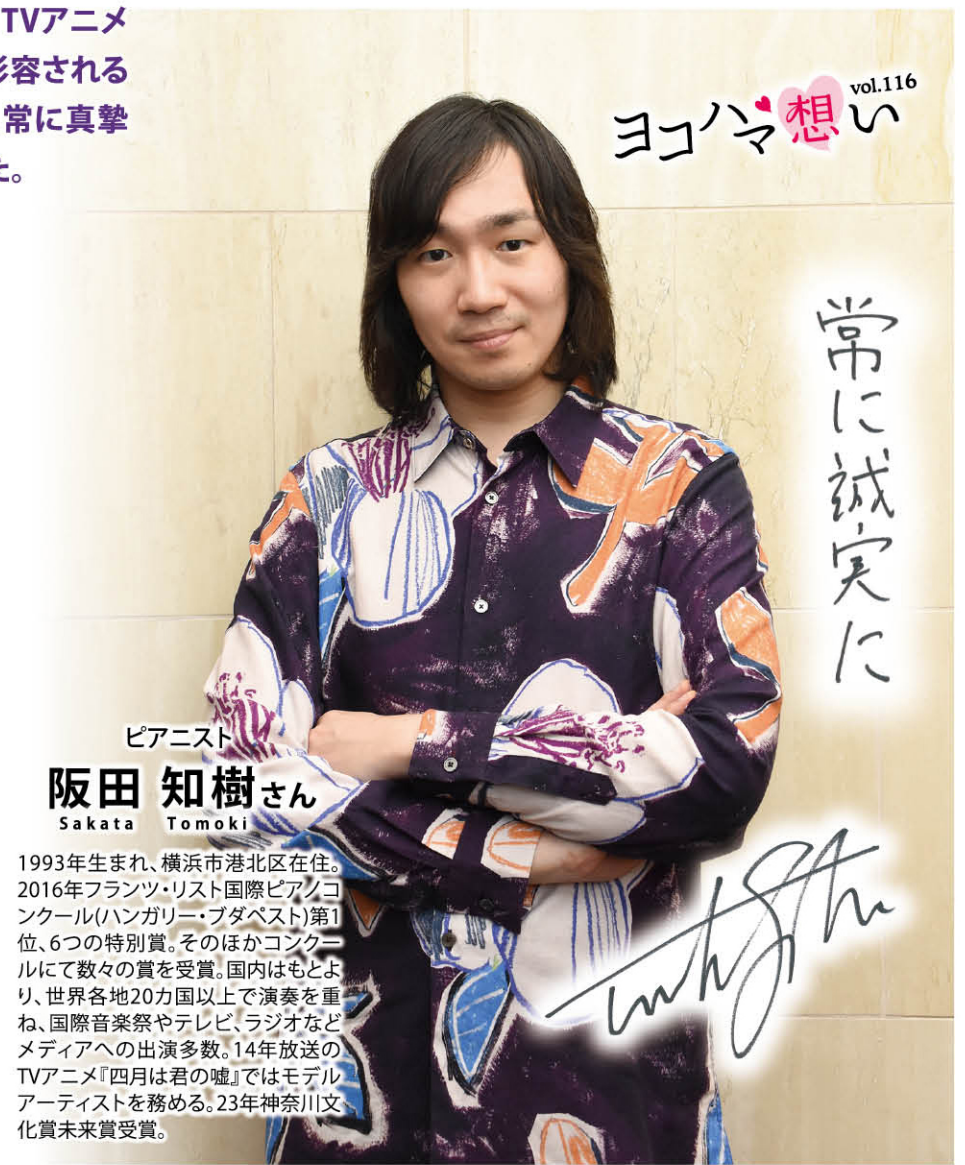 TVアニメ
形容される
常に真摯
た。
ヨコハマ想い
vol.116
常に誠実に
ピアニスト
阪田 知樹さん
Sakata Tomoki
1993年生まれ、横浜市港北区在住。
2016年フランツ・リスト国際ピアノコ
ンクール(ハンガリー・ブダペスト)第1
位、6つの特別賞。そのほかコンクー
ルにて数々の賞を受賞。国内はもとよ
り、世界各地20カ国以上で演奏を重
ね、国際音楽祭やテレビ、ラジオなど
メディアへの出演多数。14年放送の
TVアニメ『四月は君の嘘』ではモデル
アーティストを務める。23年神奈川文
化賞未来賞受賞。